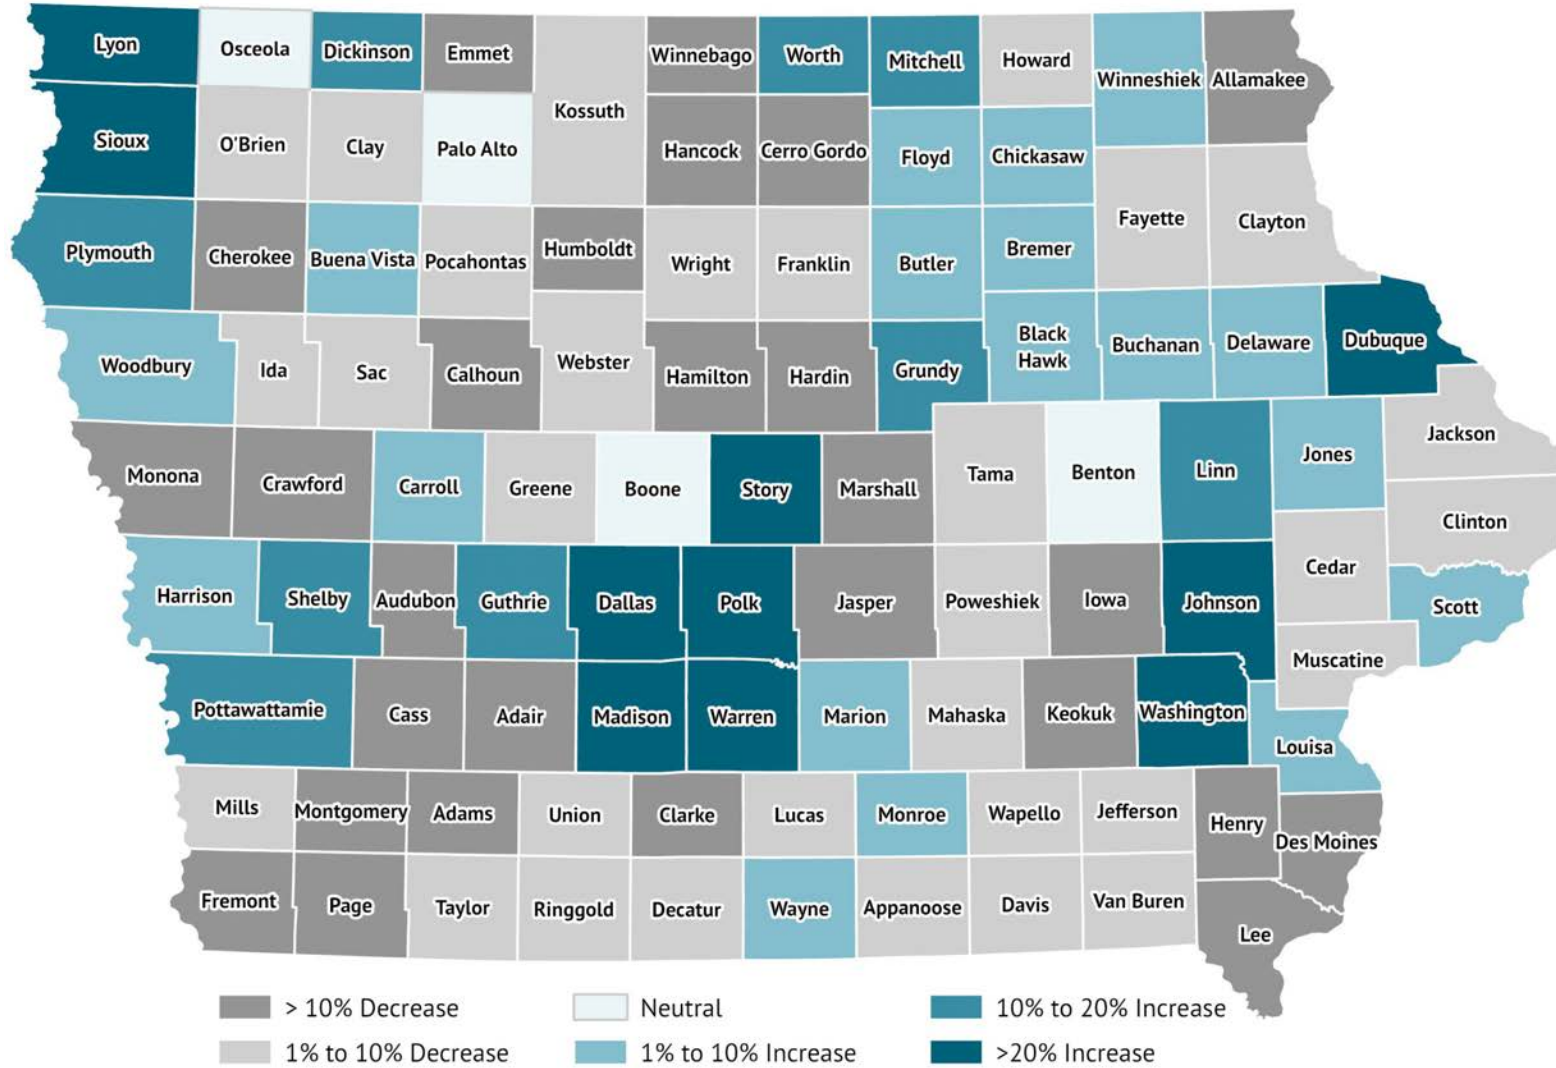 Lyon
Osceola
Dickinson
Emmet
Kossuth
Winnebago
Worth
Mitchell
Howard
Winneshiek
Allamakee
Sioux
O'Brien
Clay
Palo Alto
Hancock
Cerro Gordo
Floyd
Chickasaw
Plymouth
Cherokee
Buena Vista
Pocahontas
Humboldt
Wright
Franklin
Butler
Bremer
Fayette
Clayton
Woodbury
Ida
Sac
Calhoun
Webster
Hamilton
Hardin
Grundy
Black
Hawk
Buchanan
Delaware
Dubuque
Monona
Crawford
Carroll
Greene
Boone
Story
Marshall
Tama
Benton
Linn
Jones
Jackson
Clinton
Harrison
Shelby
Audubon
Guthrie
Dallas
Polk
Jasper
Poweshiek
Iowa
Johnson
Cedar
Scott
Muscatine
Pottawattamie
Cass
Adair
Madison
Warren
Marion
Mahaska
Keokuk
Washington
Louisa
Mills
Montgomery
Adams
Union
Clarke
Lucas
Monroe
Wapello
Jefferson
Henry
Des Moines
Fremont
Page
Taylor
Ringgold
Decatur
Wayne
Appanoose
Davis
Van Buren
Lee
> 10% Decrease
1% to 10% Decrease
Neutral
1% to 10% Increase
10% to 20% Increase
>20% Increase